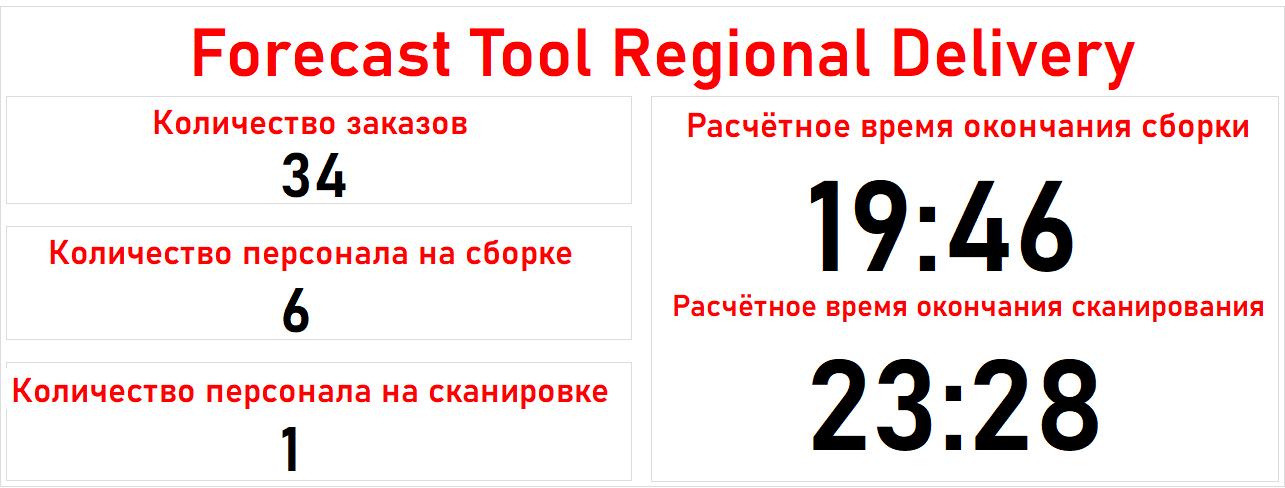 Forecast Tool Regional Delivery
Количество заказов
34
Количество персонала на сборке
6
Количество персонала на сканировке
1
Расчётное время окончания сборки
19:46
Расчётное время окончания сканирования
23:28